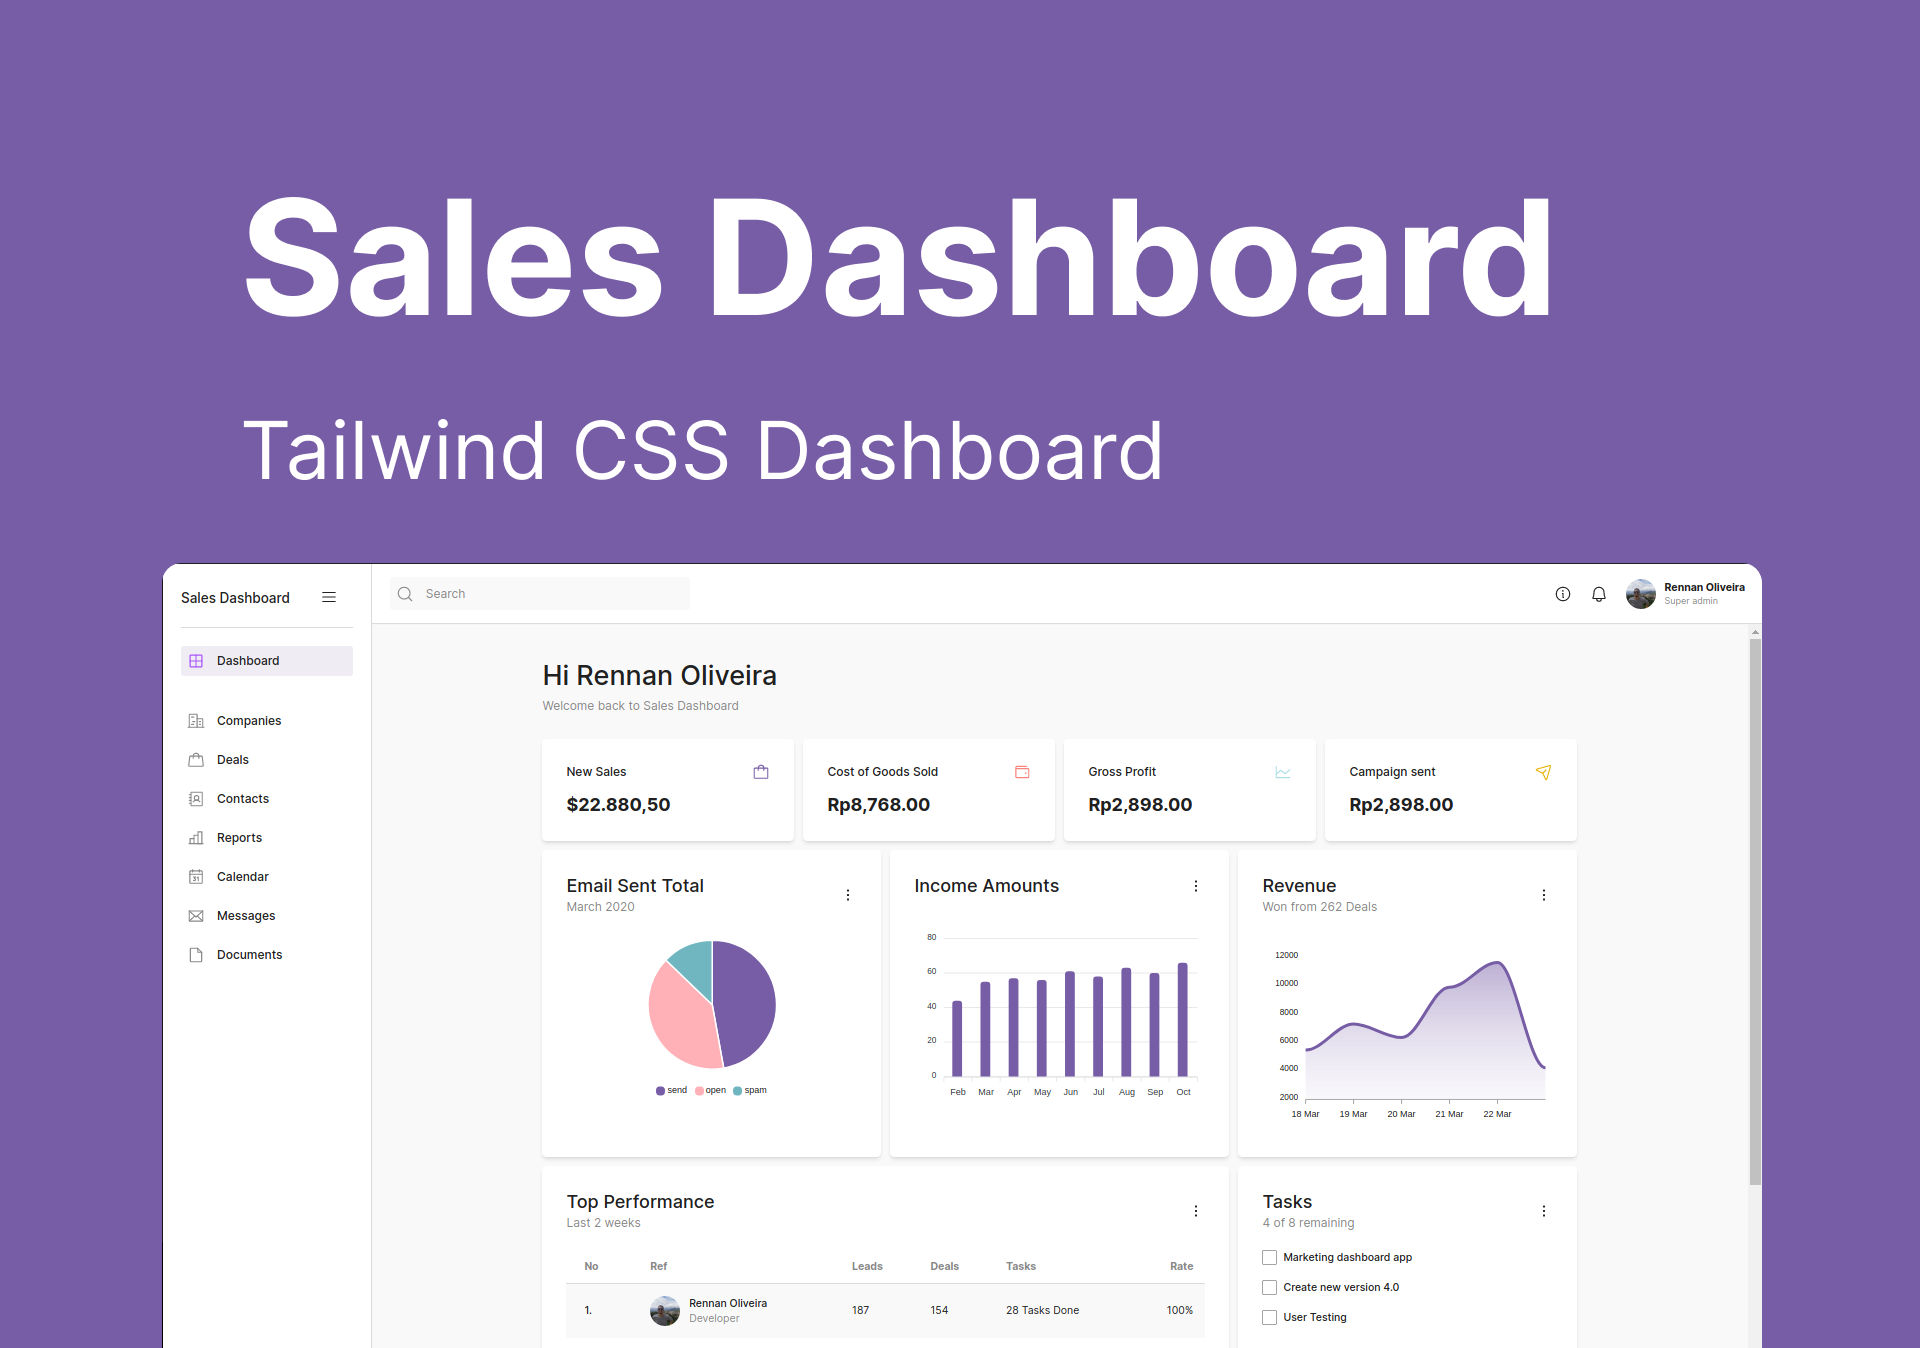 Sales Dashboard
Tailwind CSS Dashboard
Sales Dashboard
Search
Rennan Oliveira
Super admin
Dashboard
Companies
Deals
Contacts
Reports
Calendar
Messages
Documents
Hi Rennan Oliveira
Welcome back to Sales Dashboard
New Sales
$22.880,50
Cost of Goods Sold
Rp8,768.00
Gross Profit
Rp2,898.00
Campaign sent
Rp2,898.00
Email Sent Total
March 2020
send open spam
Income Amounts
80
60
40
20
0
Feb Mar Apr May Jun Jul Aug Sep Oct
Revenue
Won from 262 Deals
12000
10000
8000
6000
4000
2000
18 Mar 19 Mar 20 Mar 21 Mar 22 Mar
Top Performance
Last 2 weeks
No Ref Leads Deals Tasks Rate
1. Rennan Oliveira 187 154 28 Tasks Done 100%
Developer
Tasks
4 of 8 remaining
Marketing dashboard app
Create new version 4.0
User Testing